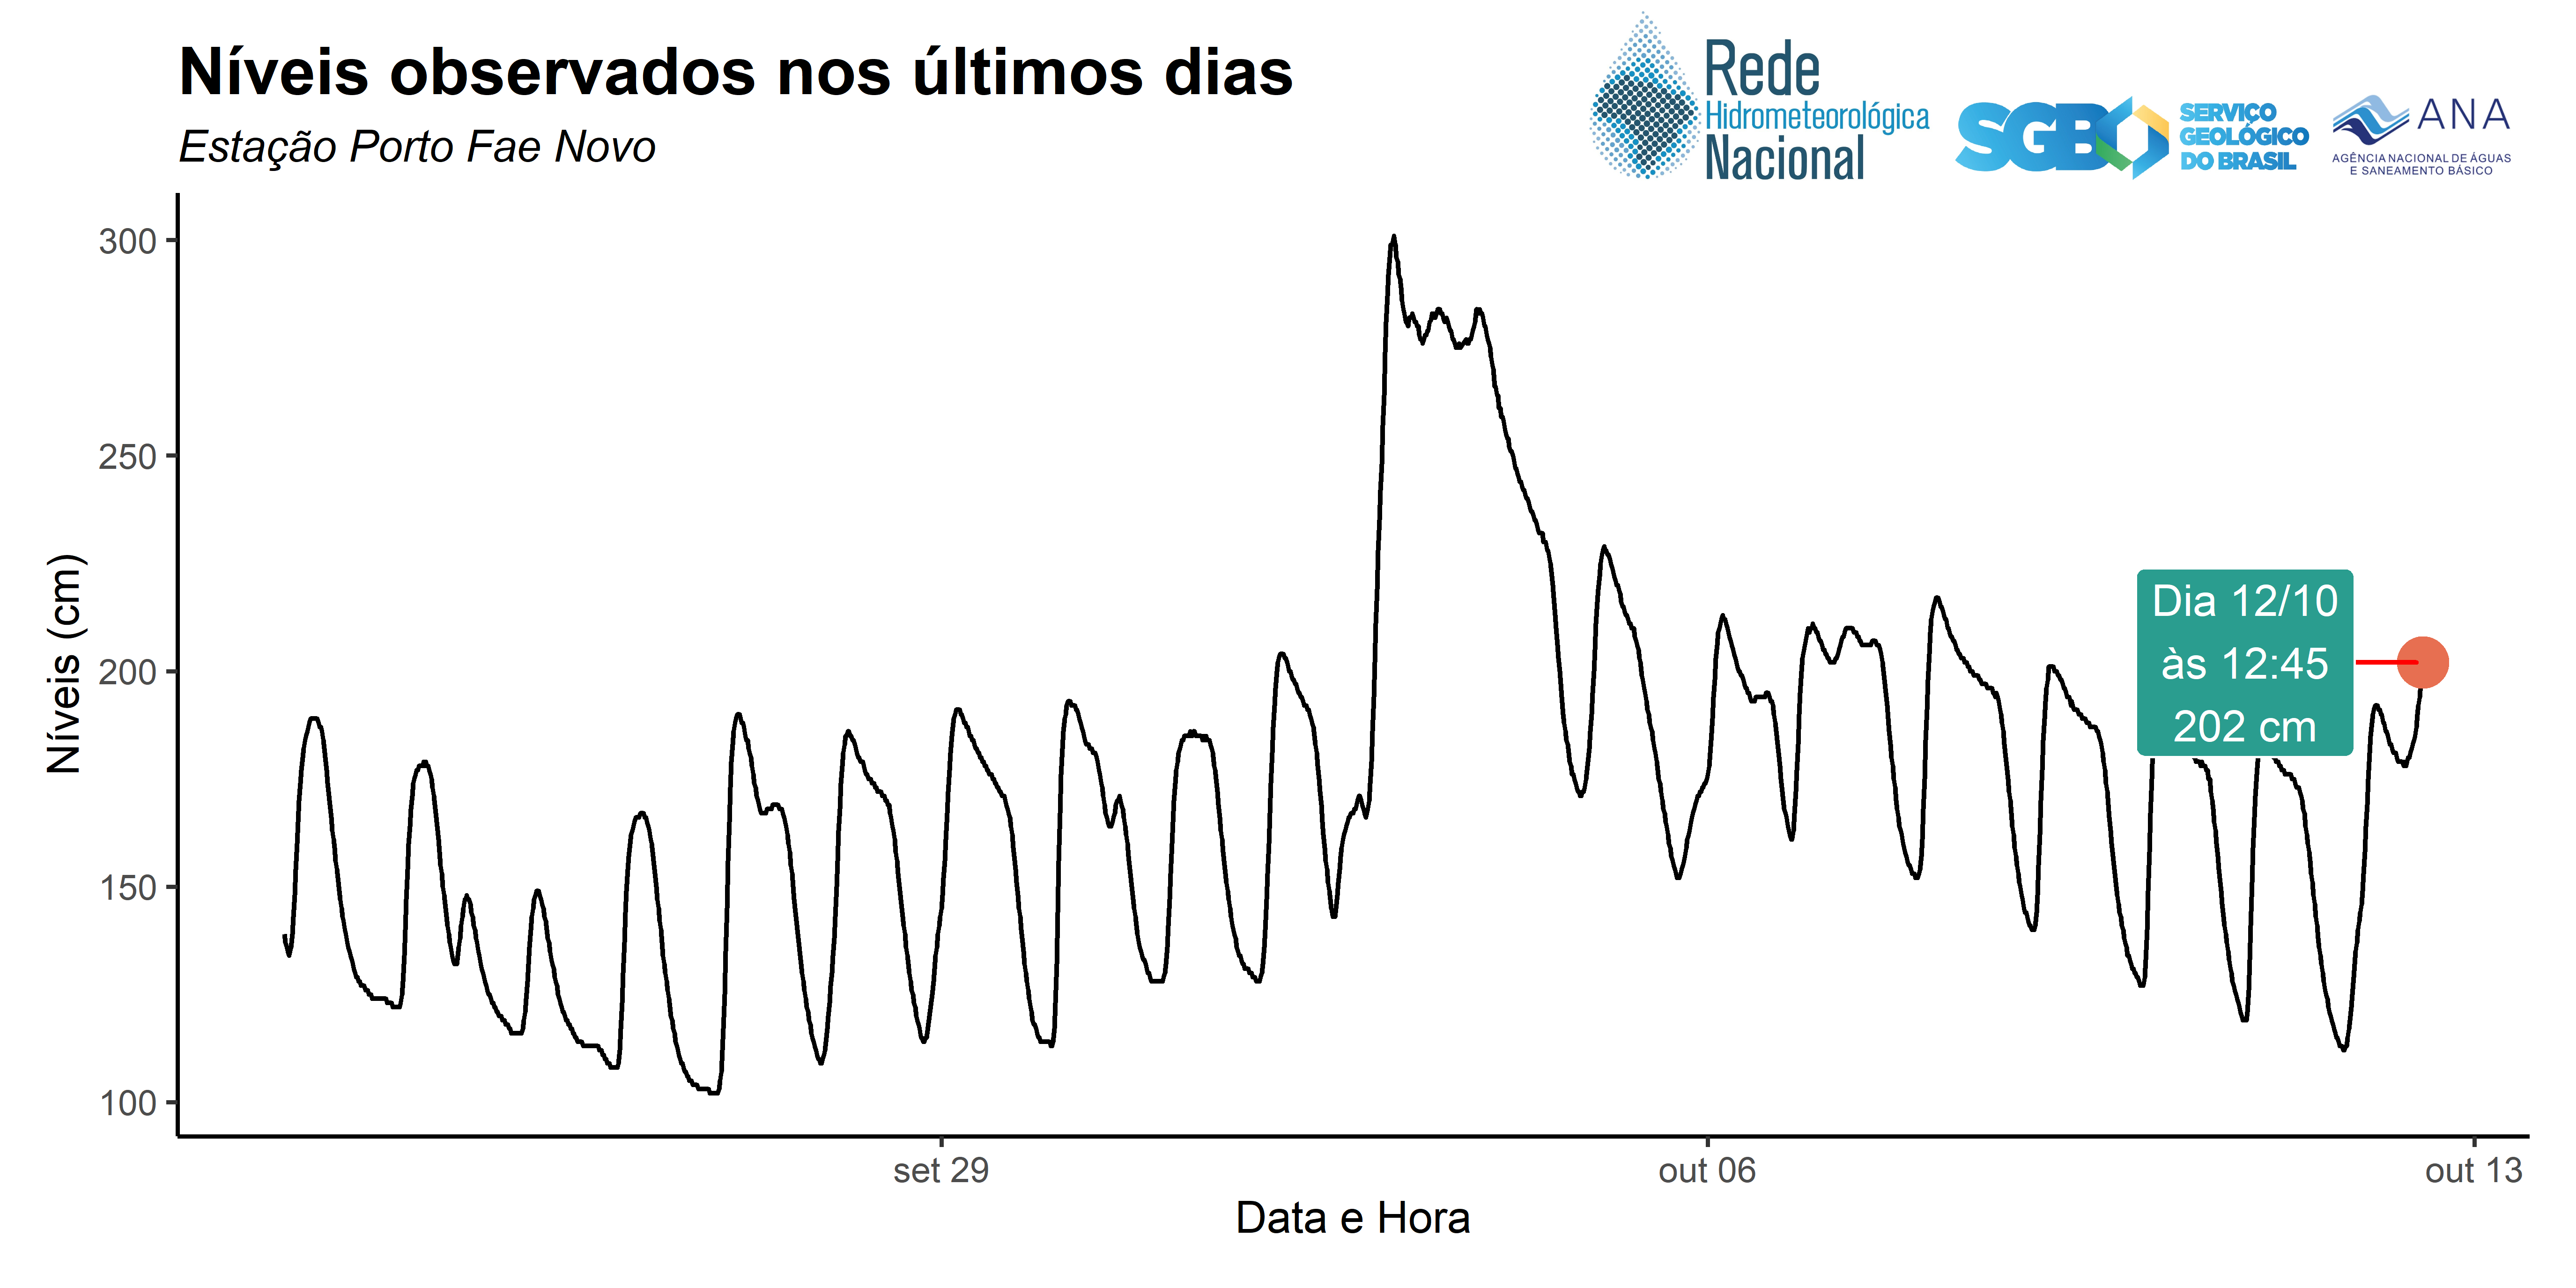 Níveis observados nos últimos dias
Estação Porto Fae Novo
Rede
Hidrometeorológica
Nacional
SGB
SERVIÇO
GEOLÓGICO
DO BRASIL
ANA
AGÊNCIA NACIONAL DE ÁGUAS
E SANEAMENTO BÁSICO
Níveis (cm)
300
250
200
150
100
Dia 12/10
às 12:45
202 cm
set 29
out 06
out 13
Data e Hora